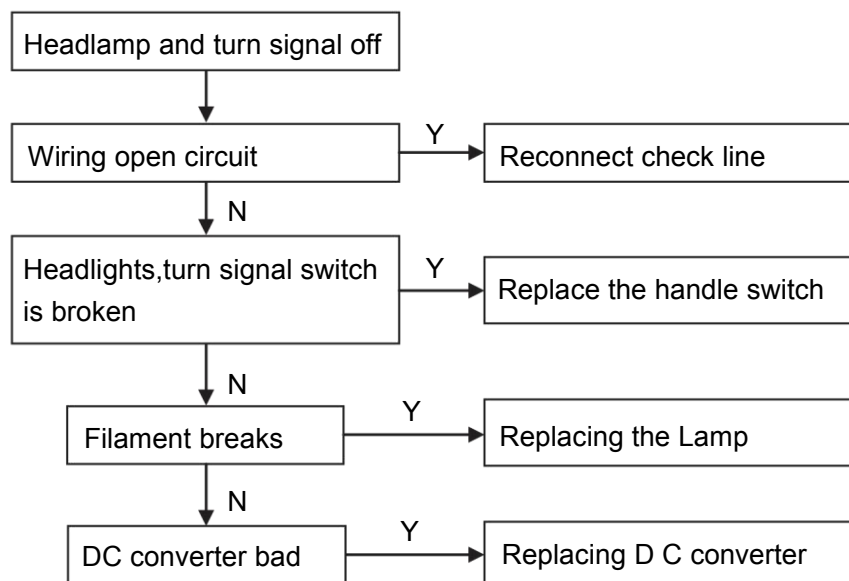 Headlamp and turn signal off
Wiring open circuit
Y
Reconnect check line
N
Headlights,turn signal switch
is broken
Y
Replace the handle switch
N
Filament breaks
Y
Replacing the Lamp
N
DC converter bad
Y
Replacing D C converter